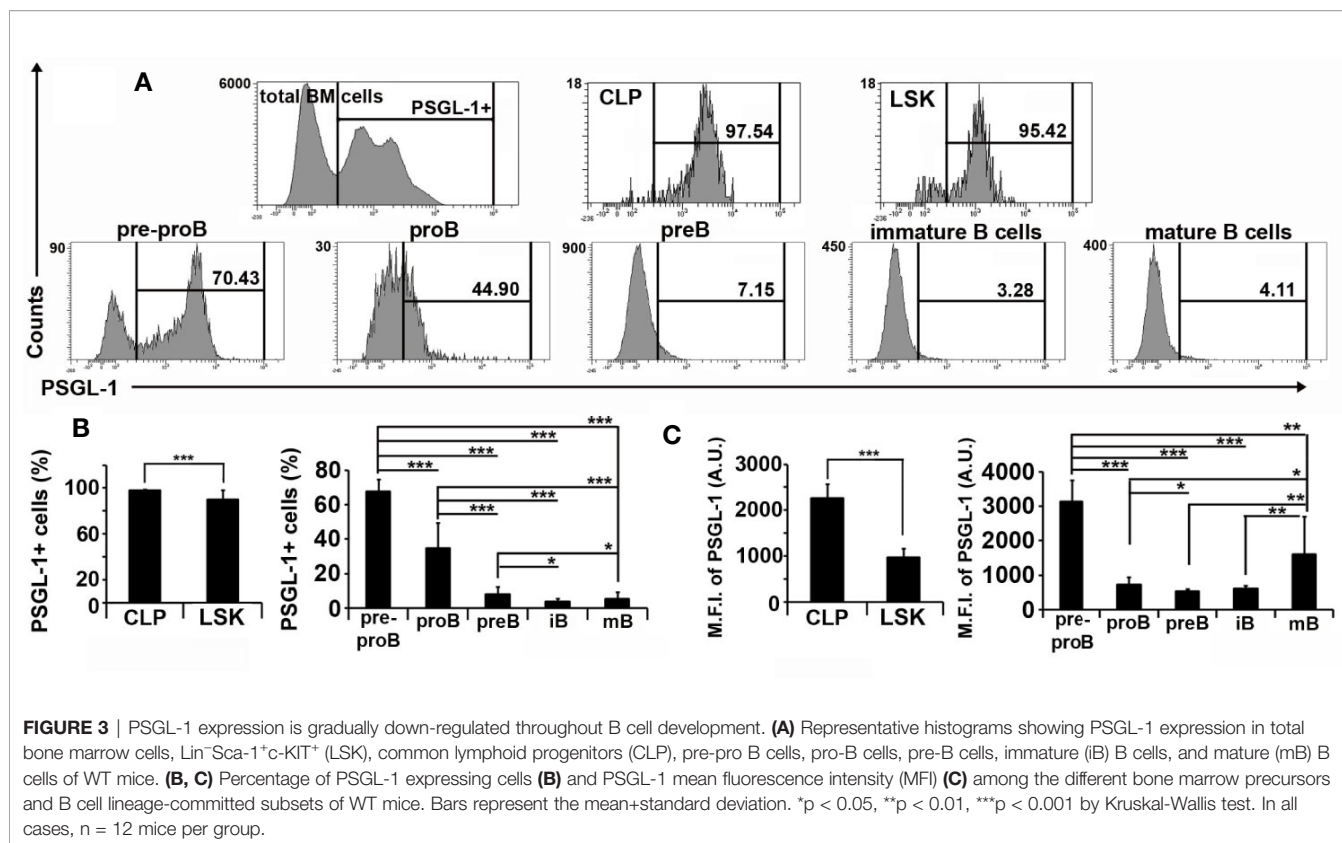 A
6000
total BM cells
PSGL-1+
18
CLP
97.54
18
LSK
95.42
pre-proB
90
70.43
proB
30
44.90
preB
900
7.15
immature B cells
450
3.28
mature B cells
400
4.11
Counts
PSGL-1
B
PSGL-1+ cells (%)
100
80
60
40
20
0
***
CLP
LSK
PSGL-1+ cells (%)
80
60
40
20
0
***
***
***
***
***
***
***
*
*
pre-proB
proB
preB
iB
mB
C
M.F.I. of PSGL-1 (A.U.)
3000
2000
1000
0
***
CLP
LSK
M.F.I. of PSGL-1 (A.U.)
4000
3000
2000
1000
0
**
***
***
***
*
*
**
**
pre-proB
proB
preB
iB
mB
FIGURE 3 | PSGL-1 expression is gradually down-regulated throughout B cell development. (A) Representative histograms showing PSGL-1 expression in total
bone marrow cells, Lin⁻Sca-1⁺c-KIT⁺ (LSK), common lymphoid progenitors (CLP), pre-pro B cells, pro-B cells, pre-B cells, immature (iB) B cells, and mature (mB) B
cells of WT mice. (B, C) Percentage of PSGL-1 expressing cells (B) and PSGL-1 mean fluorescence intensity (MFI) (C) among the different bone marrow precursors
and B cell lineage-committed subsets of WT mice. Bars represent the mean+standard deviation. *p < 0.05, **p < 0.01, ***p < 0.001 by Kruskal-Wallis test. In all
cases, n = 12 mice per group.